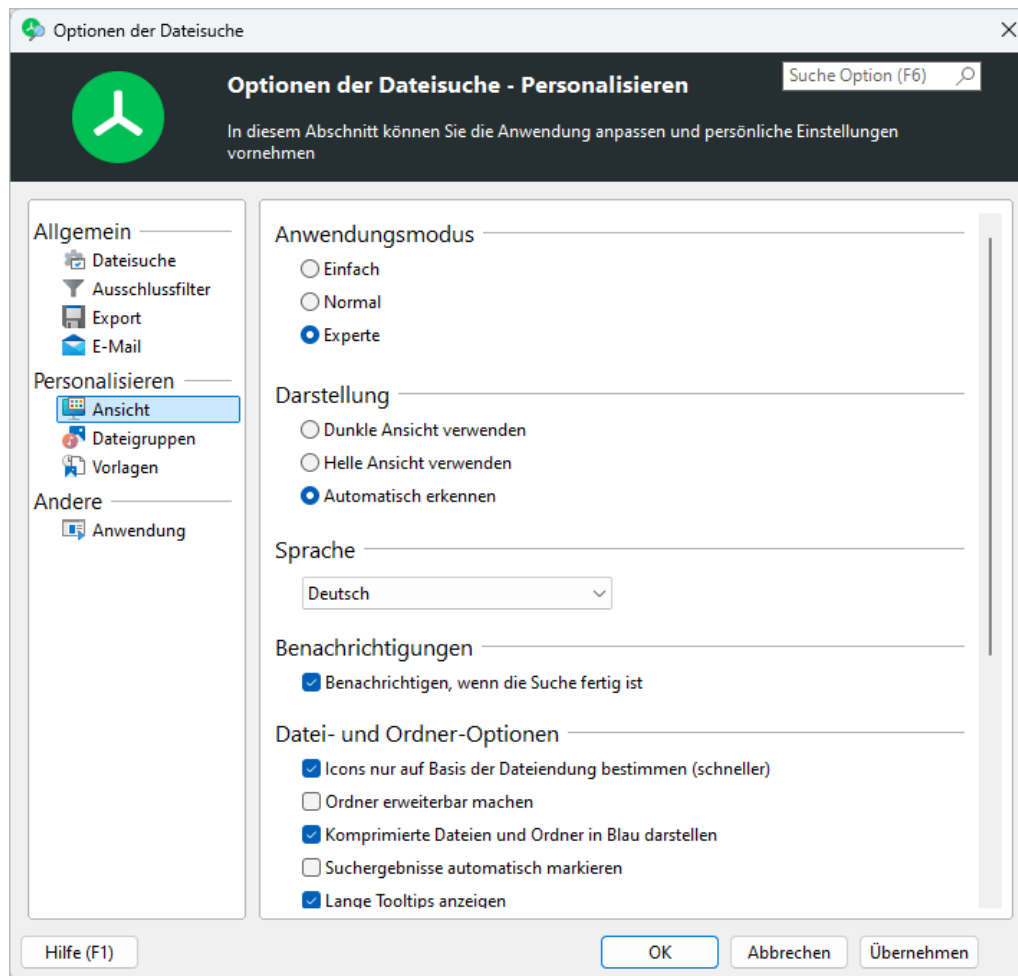 Optionen der Dateisuche
Optionen der Dateisuche - Personalisieren
Suche Option (F6)
In diesem Abschnitt können Sie die Anwendung anpassen und persönliche Einstellungen
vornehmen
Allgemein
Dateisuche
Ausschlussfilter
Export
E-Mail
Personalisieren
Ansicht
Dateigruppen
Vorlagen
Andere
Anwendung
Anwendungsmodus
Einfach
Normal
Experte
Darstellung
Dunkle Ansicht verwenden
Helle Ansicht verwenden
Automatisch erkennen
Sprache
Deutsch
Benachrichtigungen
Benachrichtigen, wenn die Suche fertig ist
Datei- und Ordner-Optionen
Icons nur auf Basis der Dateiendung bestimmen (schneller)
Ordner erweiterbar machen
Komprimierte Dateien und Ordner in Blau darstellen
Suchergebnisse automatisch markieren
Lange Tooltips anzeigen
Hilfe (F1)
OK
Abbrechen
Übernehmen